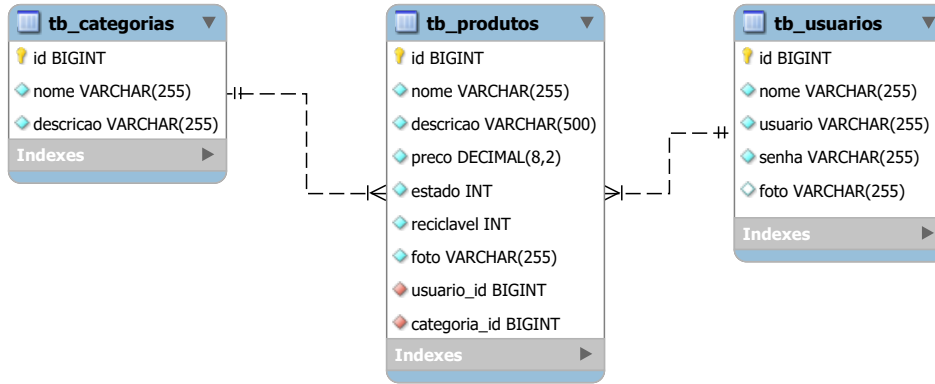 tb_categorias
id BIGINT
nome VARCHAR(255)
descricao VARCHAR(255)
Indexes
tb_produtos
id BIGINT
nome VARCHAR(255)
descricao VARCHAR(500)
preco DECIMAL(8,2)
estado INT
reciclavel INT
foto VARCHAR(255)
usuario_id BIGINT
categoria_id BIGINT
Indexes
tb_usuarios
id BIGINT
nome VARCHAR(255)
usuario VARCHAR(255)
senha VARCHAR(255)
foto VARCHAR(255)
Indexes